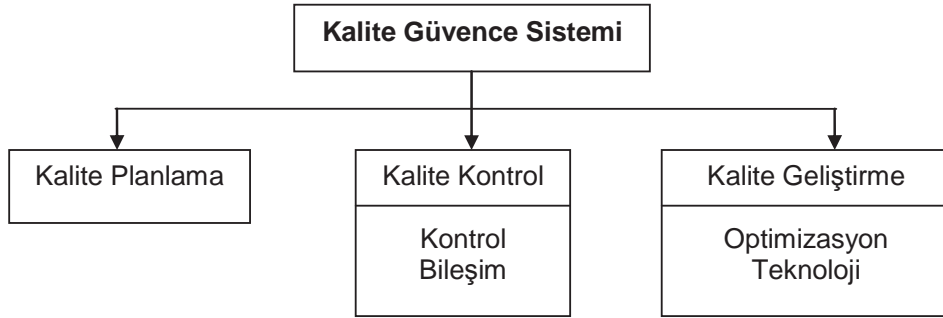 Kalite Güvence Sistemi
Kalite Planlama
Kalite Kontrol
Kontrol
Bileşim
Kalite Geliştirme
Optimizasyon
Teknoloji